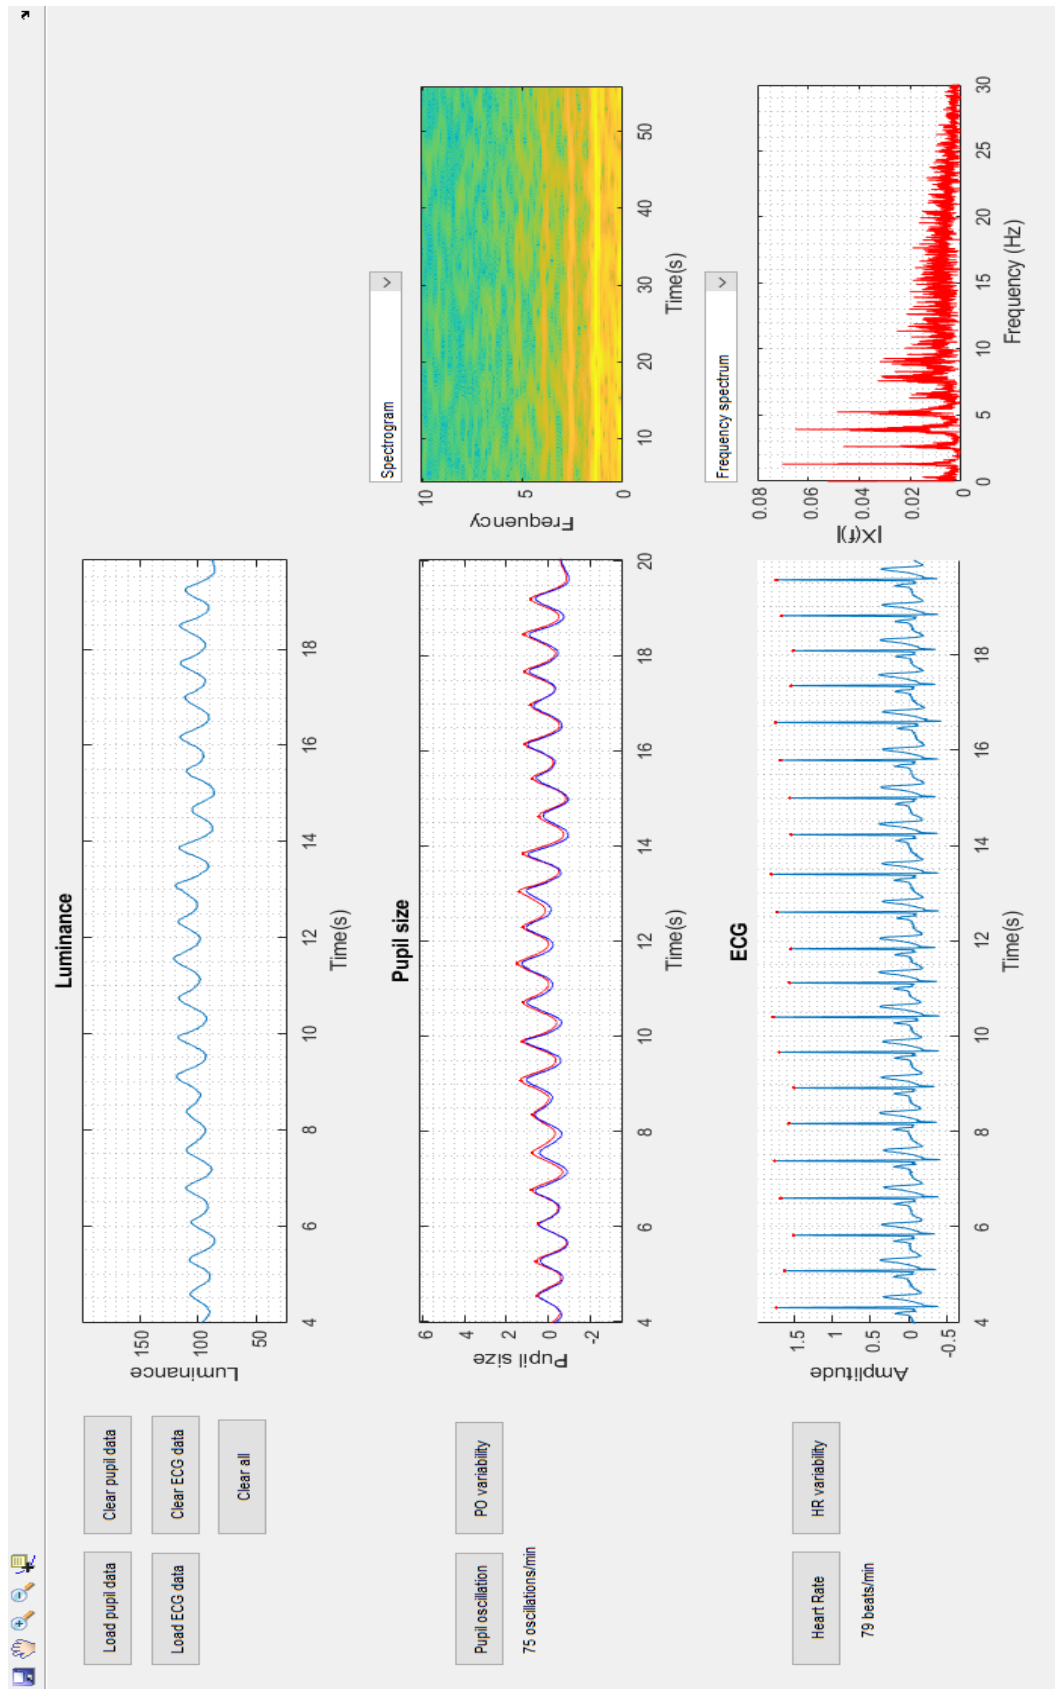 Load pupil data
Clear pupil data
Load ECG data
Clear ECG data
Clear all
Luminance
Luminance
150
100
50
4
6
8
10
12
14
16
18
Time(s)
Pupil oscillation
PO variability
75 oscillations/min
Pupil size
Pupil size
6
4
2
0
-2
4
6
8
10
12
14
16
18
20
Time(s)
Spectrogram
Frequency
10
5
0
10
20
30
40
50
Time(s)
Heart Rate
HR variability
79 beats/min
ECG
Amplitude
1.5
1
0.5
0
-0.5
4
6
8
10
12
14
16
18
Time(s)
Frequency spectrum
|X(f)|
0.08
0.06
0.04
0.02
0
0
5
10
15
20
25
30
Frequency (Hz)